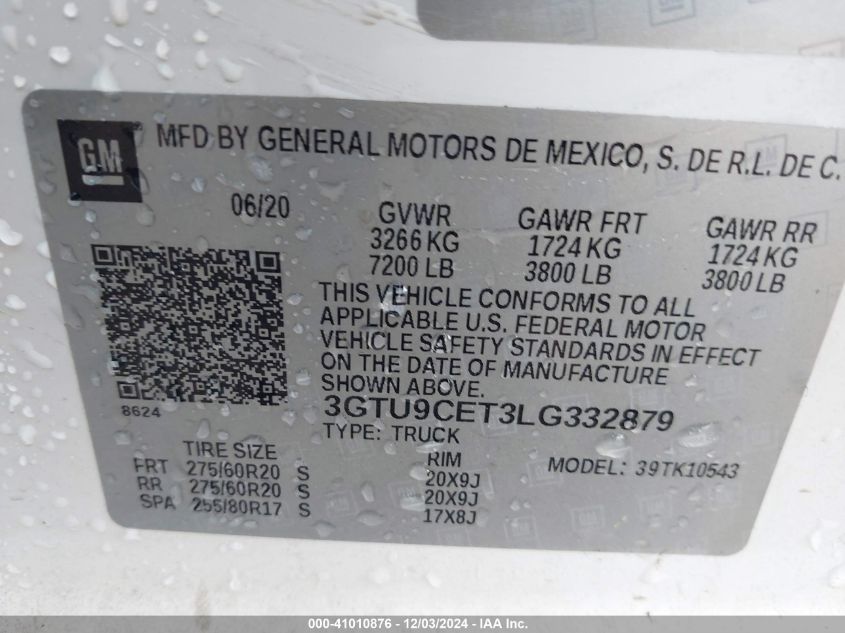 GM MFD BY GENERAL MOTORS DE MEXICO, S. DE R.L. DE C.
06/20
GVWR GAWR FRT GAWR RR
3266 KG 1724 KG 1724 KG
7200 LB 3800 LB 3800 LB
THIS VEHICLE CONFORMS TO ALL
APPLICABLE U.S. FEDERAL MOTOR
VEHICLE SAFETY STANDARDS IN EFFECT
ON THE DATE OF MANUFACTURE
SHOWN ABOVE.
8624
3GTU9CET3LG332879
TYPE: TRUCK
TIRE SIZE RIM MODEL: 39TK10543
FRT 275/60R20 S 20X9J
RR 275/60R20 S 20X9J
SPA 255/80R17 S 17X8J
000-41010876 - 12/03/2024 - IAA Inc.